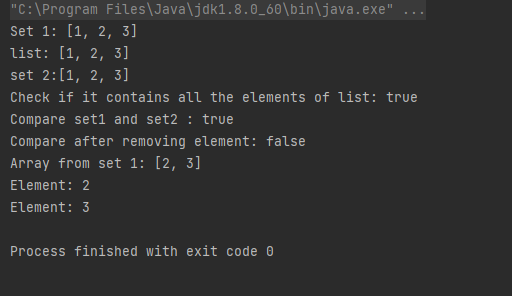 "C:\Program Files\Java\jdk1.8.0_60\bin\java.exe" ...
Set 1: [1, 2, 3]
list: [1, 2, 3]
set 2:[1, 2, 3]
Check if it contains all the elements of list: true
Compare set1 and set2 : true
Compare after removing element: false
Array from set 1: [2, 3]
Element: 2
Element: 3
Process finished with exit code 0